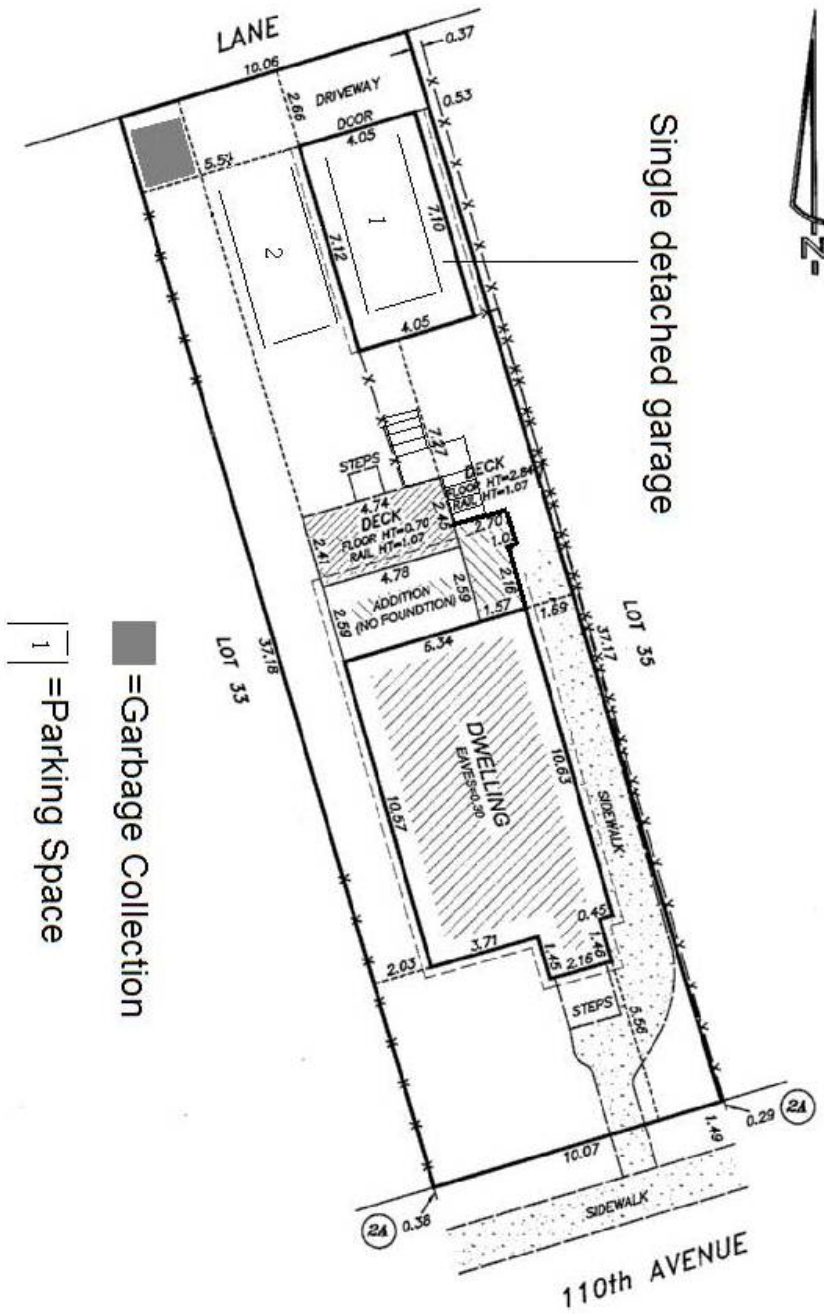 LANE
10.06
0.37
2.66
DRIVEWAY
0.53
DOOR
4.05
5.51
1
7.10
7.12
2
4.05
Single detached garage
-Z-
7.27
STEPS
DECK
FLOOR HT=2.84
RAIL HT=1.07
4.74
DECK
FLOOR HT=0.70
RAIL HT=1.07
2.45
2.41
2.70
2.16
4.78
ADDITION
(NO FOUNDTION)
2.59
2.59
1.57
1.69
6.34
LOT 35
37.17
LOT 33
37.18
DWELLING
EAVES=0.30
10.63
10.57
SIDEWALK
0.45
1.46
3.71
1.45
2.16
2.03
STEPS
5.56
1.49
0.29
2A
10.07
2A
0.38
SIDEWALK
110th AVENUE
=Garbage Collection
1 =Parking Space